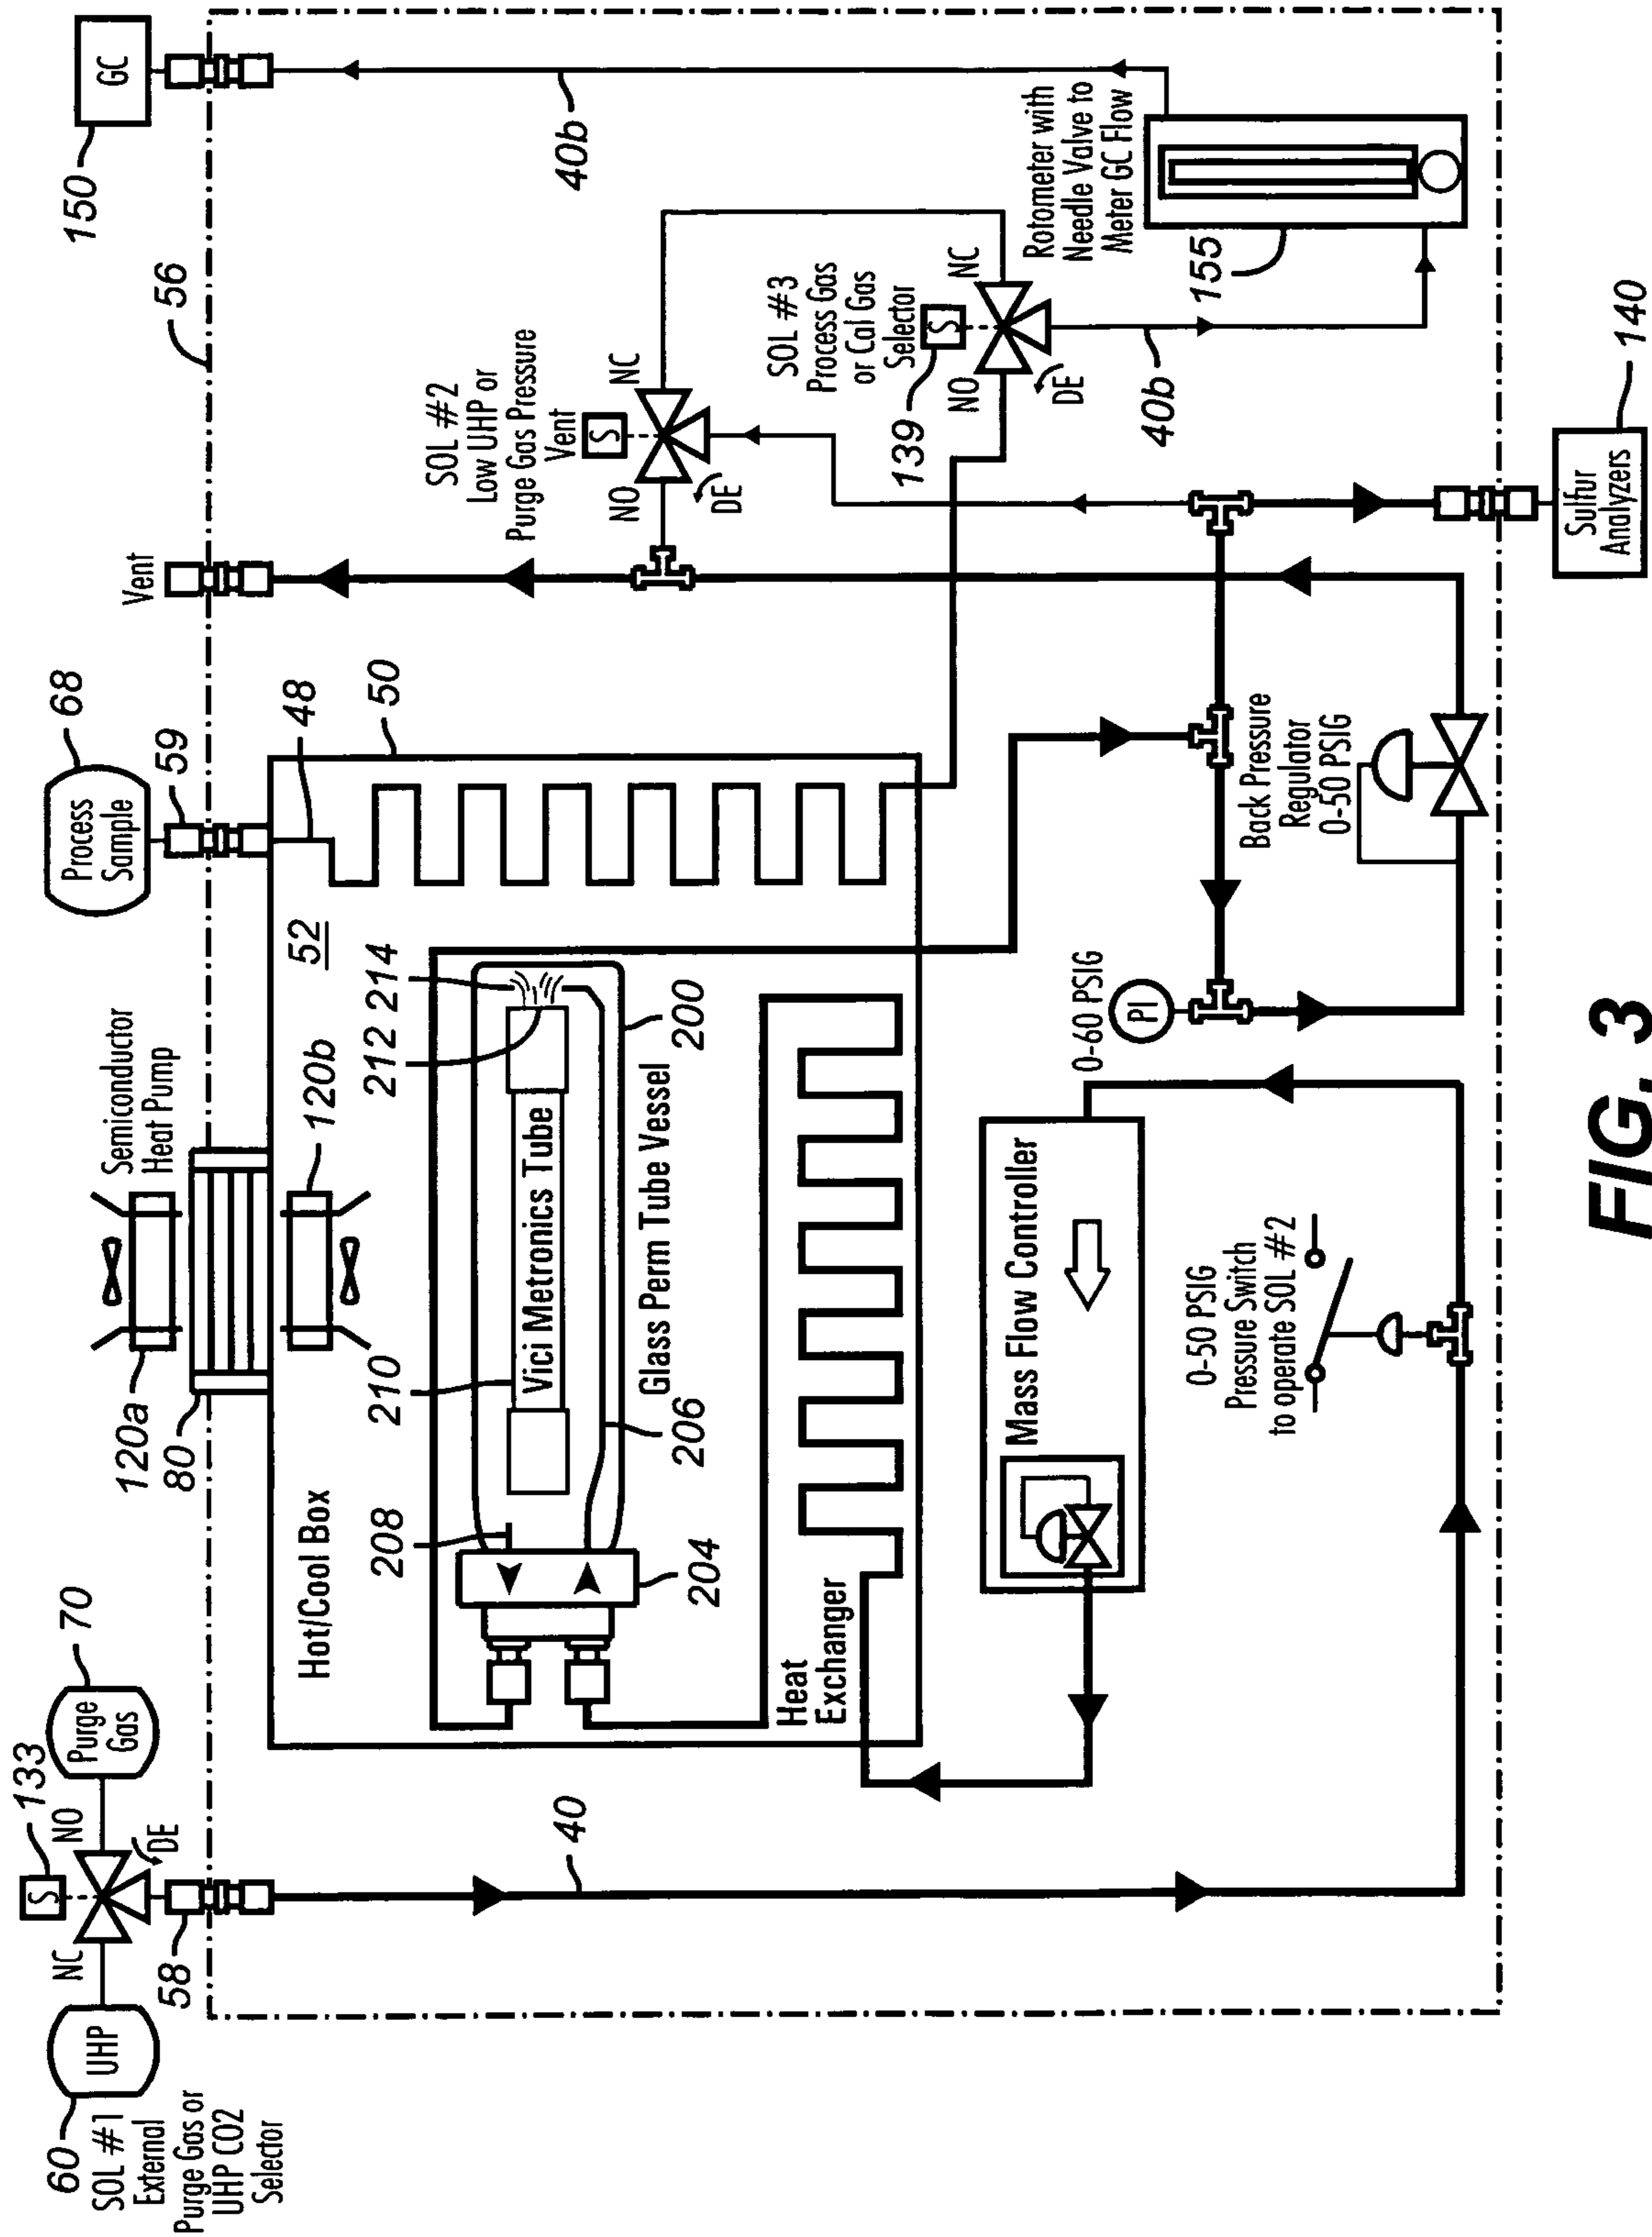 60
SOL #1
External
Purge Gas or
UHP CO2
Selector
UHP
NC
S
133
NO
DE
58
Purge
Gas
70
40
120a
80
Semiconductor
Heat Pump
120b
Hot/Cool Box
52
Process
Sample
68
59
48
50
208
210
Vici Metronics Tube
212
214
200
Glass Perm Tube Vessel
206
204
Heat
Exchanger
Mass Flow Controller
0-50 PSIG
Pressure Switch
to operate SOL #2
0-60 PSIG
PI
Back Pressure
Regulator
0-50 PSIG
Vent
56
SOL #2
Low UHP or
Purge Gas Pressure
Vent
S
NO
NC
DE
SOL #3
Process Gas
or Cal Gas
Selector
S
139
NO
NC
DE
40b
150
GC
40b
Rotometer with
Needle Valve to
Meter GC Flow
155
Sulfur
Analyzers
140
FIG. 3